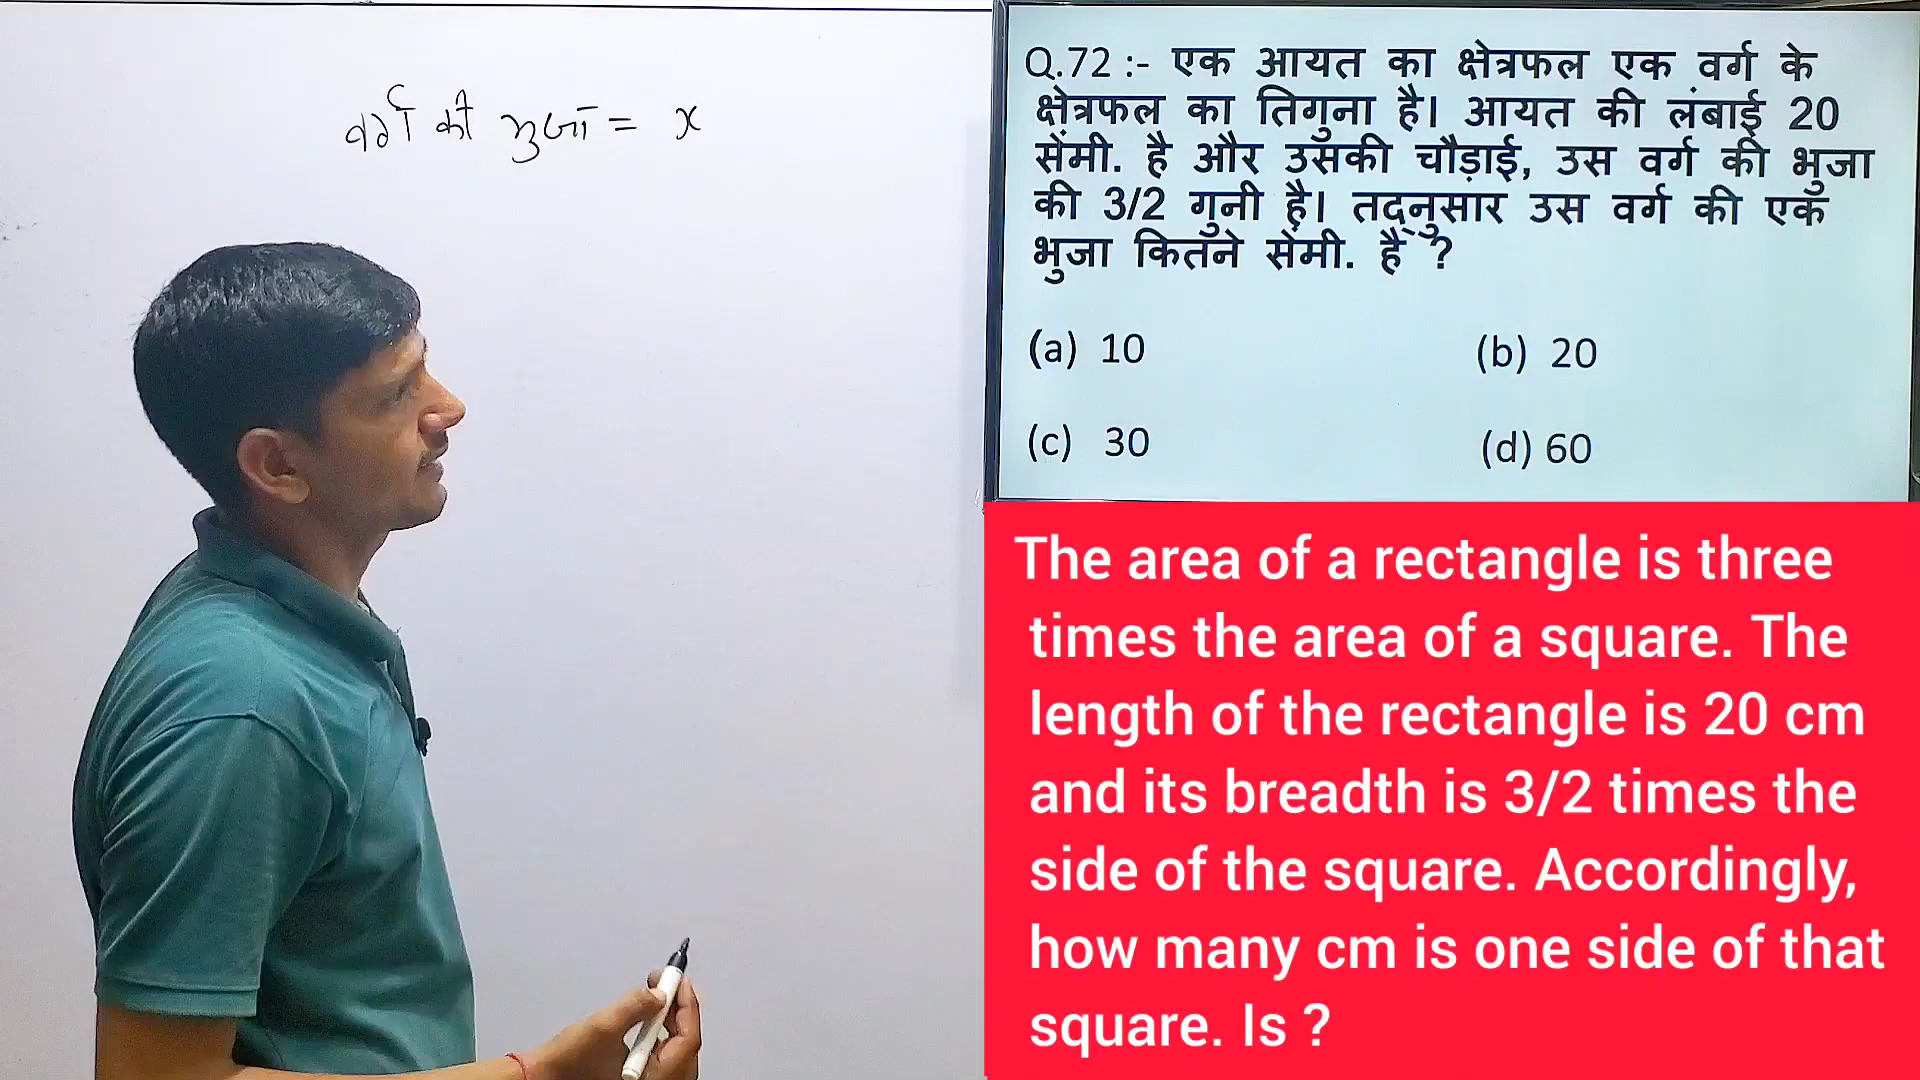 वर्ग की भुजा = x
Q.72 :- एक आयत का क्षेत्रफल एक वर्ग के
क्षेत्रफल का तिगुना है। आयत की लंबाई 20
सेंमी. है और उसकी चौड़ाई, उस वर्ग की भुजा
की 3/2 गुनी है। तद्नुसार उस वर्ग की एक
भुजा कितने सेंमी. हैं ?
(a) 10
(b) 20
(c) 30
(d) 60
The area of a rectangle is three
times the area of a square. The
length of the rectangle is 20 cm
and its breadth is 3/2 times the
side of the square. Accordingly,
how many cm is one side of that
square. Is ?